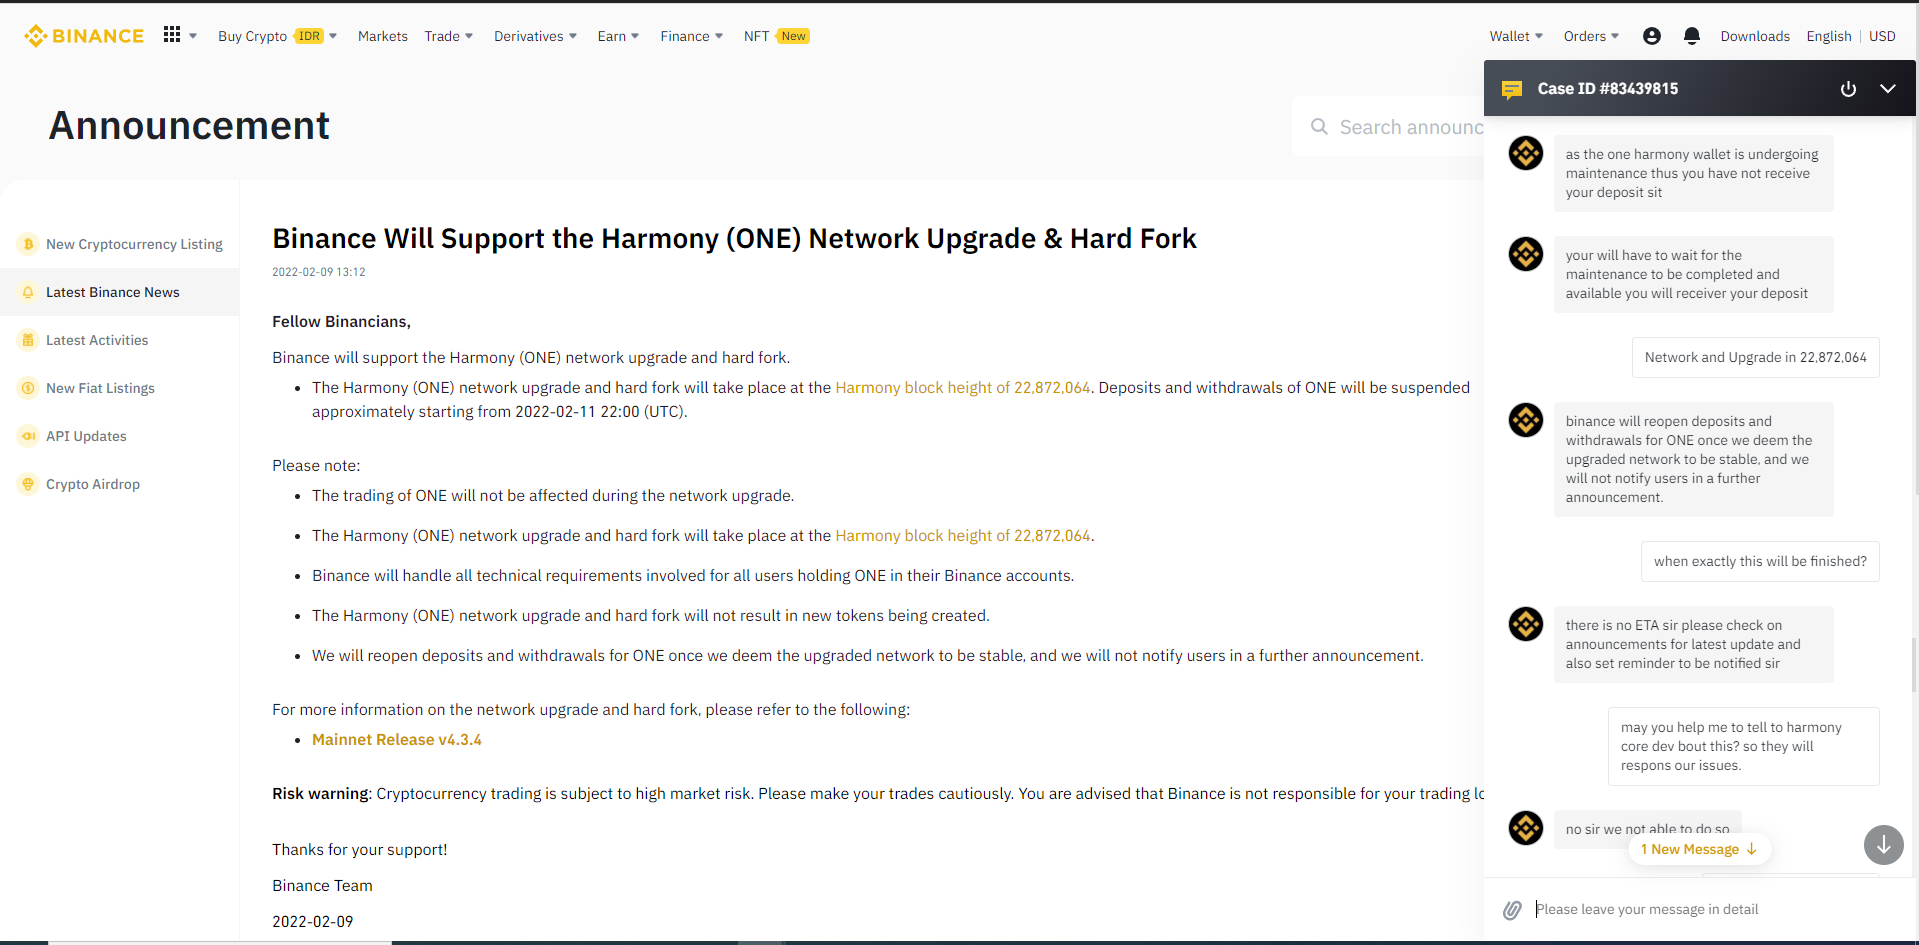 BINANCE
Buy Crypto IDR
Markets
Trade
Derivatives
Earn
Finance
NFT New
Wallet
Orders
Downloads
English | USD
Announcement
Search announc
New Cryptocurrency Listing
Latest Binance News
Latest Activities
New Fiat Listings
API Updates
Crypto Airdrop
Binance Will Support the Harmony (ONE) Network Upgrade & Hard Fork
2022-02-09 13:12
Fellow Binancians,
Binance will support the Harmony (ONE) network upgrade and hard fork.
• The Harmony (ONE) network upgrade and hard fork will take place at the Harmony block height of 22,872,064. Deposits and withdrawals of ONE will be suspended
approximately starting from 2022-02-11 22:00 (UTC).
Please note:
• The trading of ONE will not be affected during the network upgrade.
• The Harmony (ONE) network upgrade and hard fork will take place at the Harmony block height of 22,872,064.
• Binance will handle all technical requirements involved for all users holding ONE in their Binance accounts.
• The Harmony (ONE) network upgrade and hard fork will not result in new tokens being created.
• We will reopen deposits and withdrawals for ONE once we deem the upgraded network to be stable, and we will not notify users in a further announcement.
For more information on the network upgrade and hard fork, please refer to the following:
• Mainnet Release v4.3.4
Risk warning: Cryptocurrency trading is subject to high market risk. Please make your trades cautiously. You are advised that Binance is not responsible for your trading lo
Thanks for your support!
Binance Team
2022-02-09
Case ID #83439815
as the one harmony wallet is undergoing
maintenance thus you have not receive
your deposit sit
your will have to wait for the
maintenance to be completed and
available you will receiver your deposit
Network and Upgrade in 22,872,064
binance will reopen deposits and
withdrawals for ONE once we deem the
upgraded network to be stable, and we
will not notify users in a further
announcement.
when exactly this will be finished?
there is no ETA sir please check on
announcements for latest update and
also set reminder to be notified sir
may you help me to tell to harmony
core dev bout this? so they will
respons our issues.
no sir we not able to do so
1 New Message ↓
Please leave your message in detail